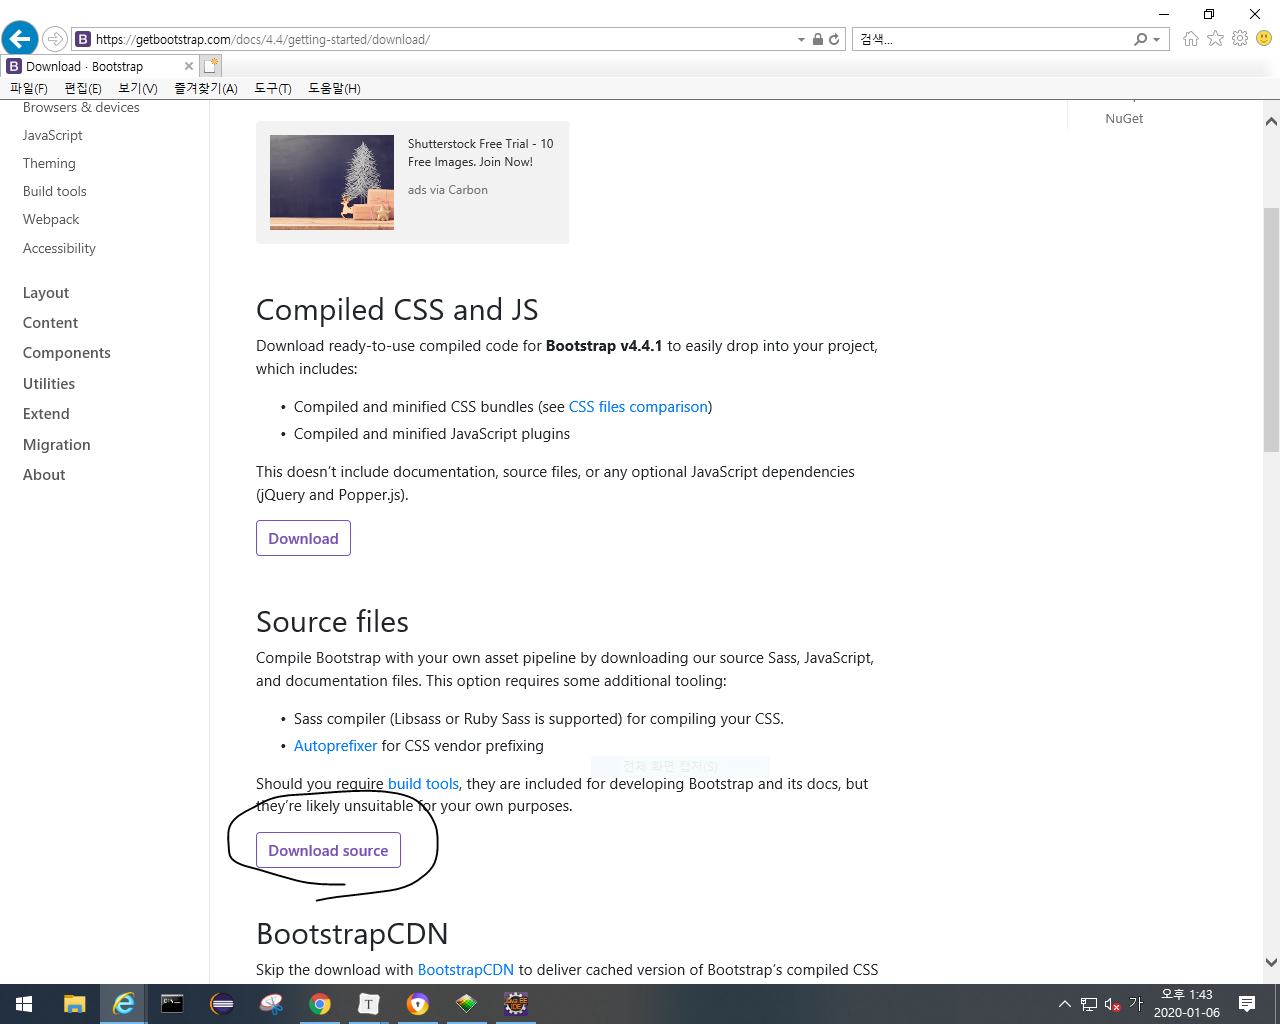 https://getbootstrap.com/docs/4.4/getting-started/download/
검색...
Download · Bootstrap
파일(F) 편집(E) 보기(V) 즐겨찾기(A) 도구(T) 도움말(H)
Browsers & devices
JavaScript
Theming
Build tools
Webpack
Accessibility
Layout
Content
Components
Utilities
Extend
Migration
About
NuGet
Shutterstock Free Trial - 10
Free Images. Join Now!
ads via Carbon
Compiled CSS and JS
Download ready-to-use compiled code for Bootstrap v4.4.1 to easily drop into your project,
which includes:
• Compiled and minified CSS bundles (see CSS files comparison)
• Compiled and minified JavaScript plugins
This doesn’t include documentation, source files, or any optional JavaScript dependencies
(jQuery and Popper.js).
Download
Source files
Compile Bootstrap with your own asset pipeline by downloading our source Sass, JavaScript,
and documentation files. This option requires some additional tooling:
• Sass compiler (Libsass or Ruby Sass is supported) for compiling your CSS.
• Autoprefixer for CSS vendor prefixing
전체 화면 캡처(S)
Should you require build tools, they are included for developing Bootstrap and its docs, but
they’re likely unsuitable for your own purposes.
Download source
BootstrapCDN
Skip the download with BootstrapCDN to deliver cached version of Bootstrap’s compiled CSS
T
JAVA EE
IDE
가
오후 1:43
2020-01-06